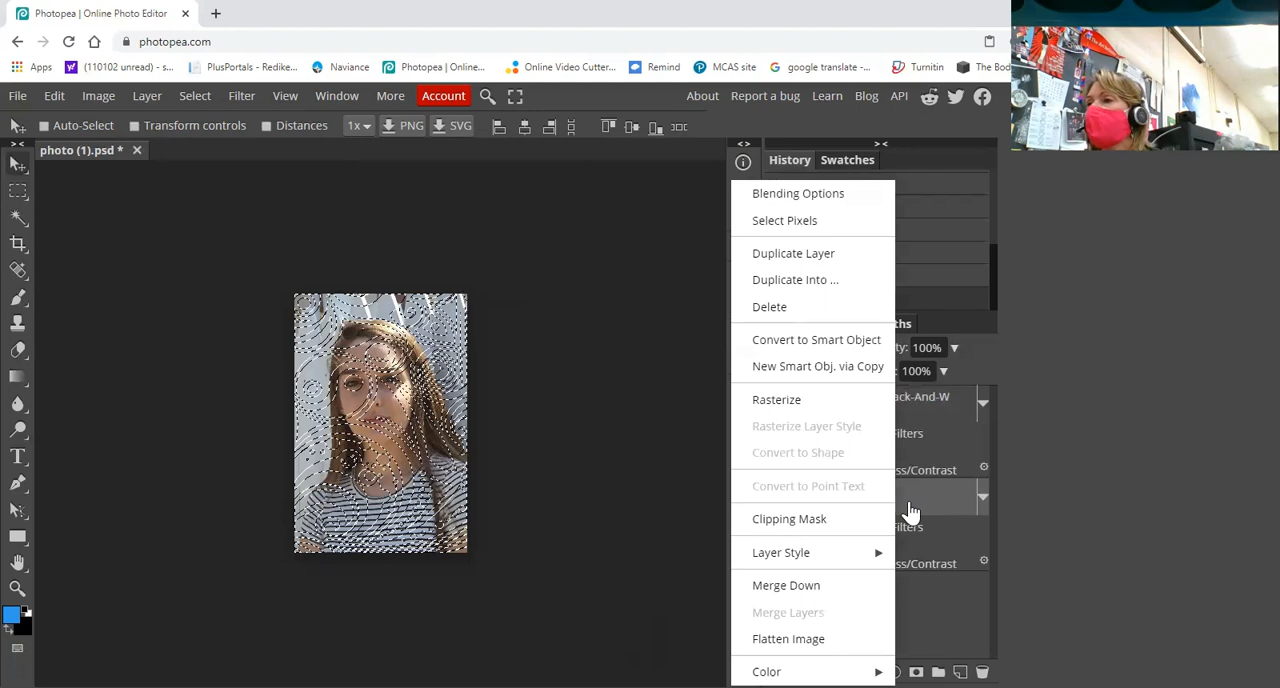 Photopea | Online Photo Editor
photopea.com
Apps
(110102 unread) - s...
PlusPortals - Redike...
Naviance
Photopea | Online...
Online Video Cutter...
Remind
MCAS site
google translate -...
Turnitin
The Bod
File Edit Image Layer Select Filter View Window More Account About Report a bug Learn Blog API
Auto-Select Transform controls Distances 1x PNG SVG
photo (1).psd *
History Swatches
Blending Options
Select Pixels
Duplicate Layer
Duplicate Into ...
Delete
ths
ty: 100%
Convert to Smart Object
New Smart Obj. via Copy
: 100%
Rasterize
ack-And-W
Rasterize Layer Style
Filters
Convert to Shape
ss/Contrast
Convert to Point Text
Clipping Mask
Filters
Layer Style
ss/Contrast
Merge Down
Merge Layers
Flatten Image
Color